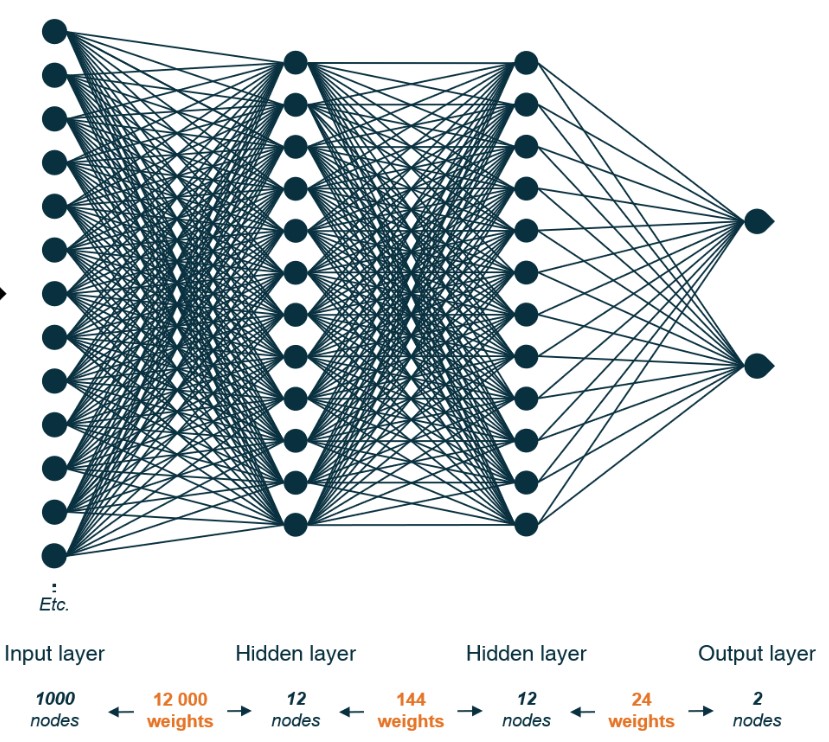 Etc.
Input layer Hidden layer Hidden layer Output layer
1000 12 000 12 144 12 24 2
nodes weights nodes weights nodes weights nodes